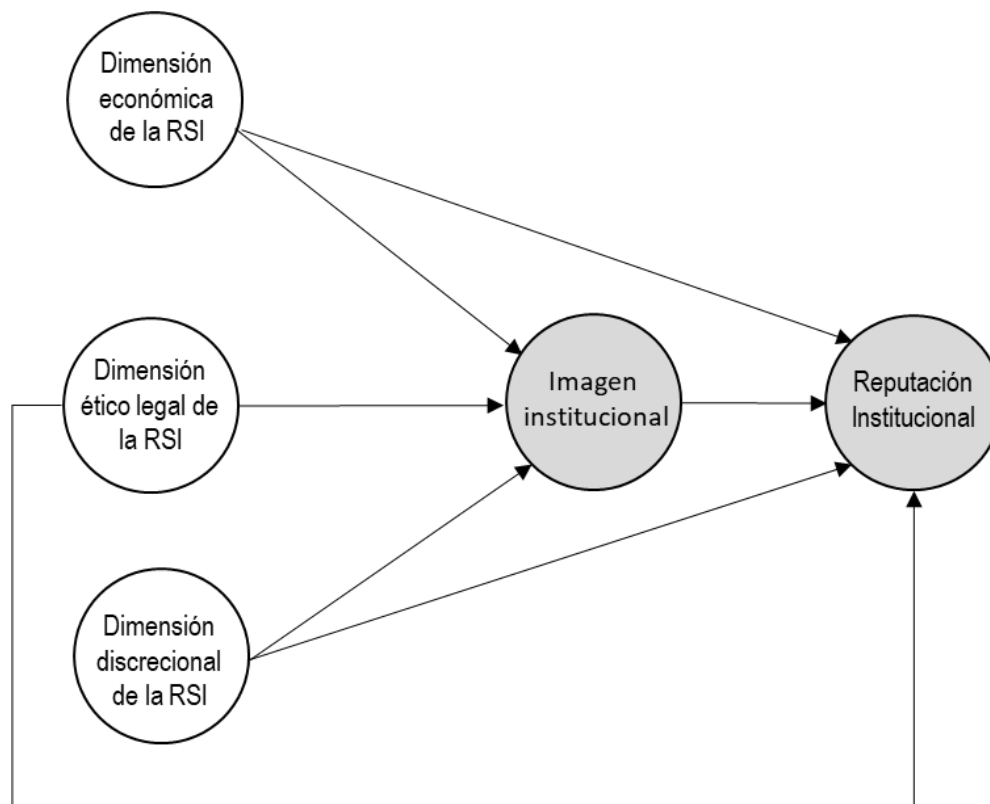 Dimensión
económica
de la RSI
Dimensión
ético legal de
la RSI
Imagen
institucional
Reputación
Institucional
Dimensión
discrecional
de la RSI